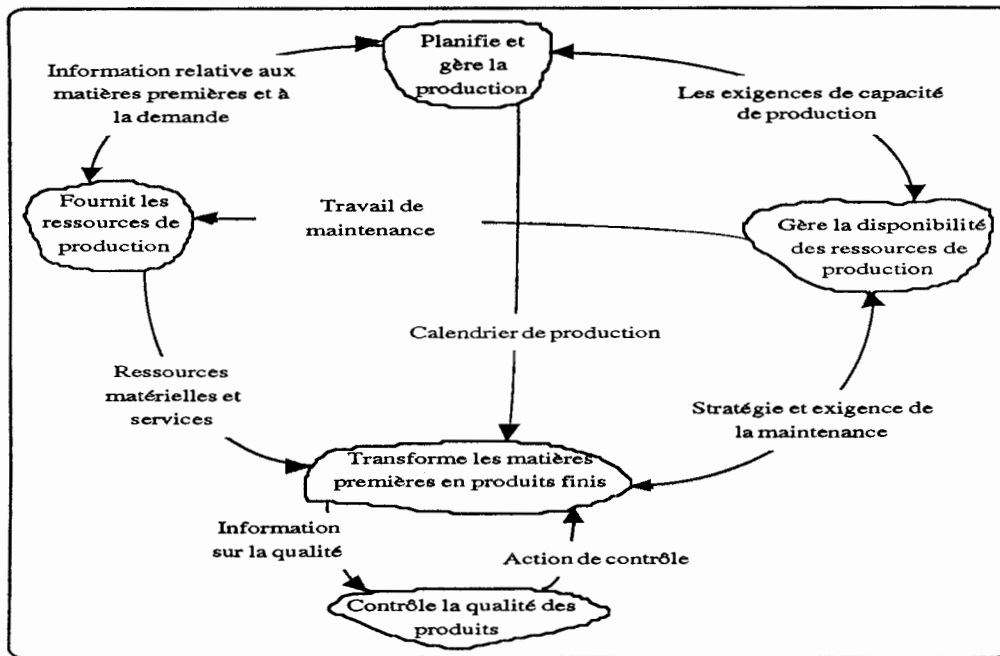 Planifie et
gère la
production
Information relative aux
matières premières et à
la demande
Les exigences de capacité
de production
Fournit les
ressources de
production
Travail de
maintenance
Gère la disponibilité
des ressources de
production
Calendrier de production
Ressources
matérielles et
services
Stratégie et exigence de
la maintenance
Transforme les matières
premières en produits finis
Information
sur la qualité
Action de contrôle
Contrôle la qualité des
produits